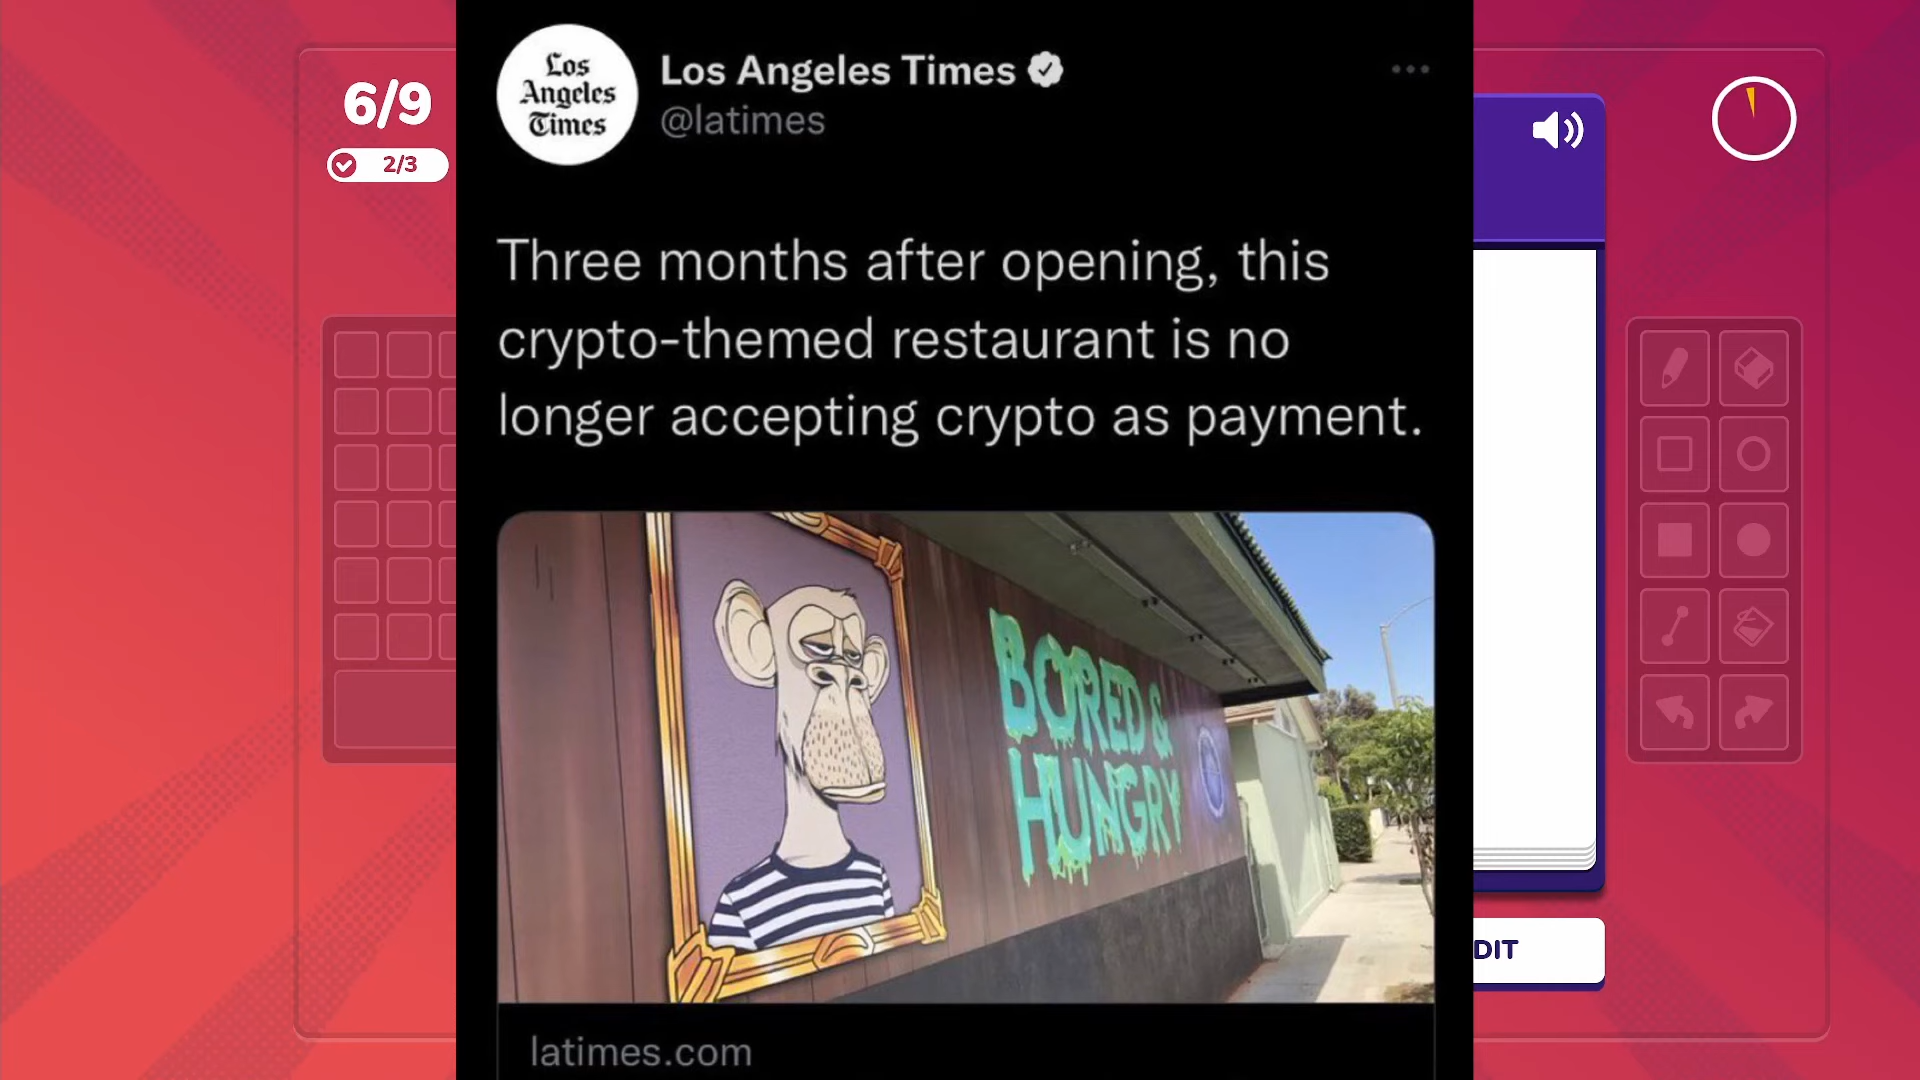 6/9
2/3
Los
Angeles
Times
Los Angeles Times
@latimes
Three months after opening, this
crypto-themed restaurant is no
longer accepting crypto as payment.
BORED &
HUNGRY
latimes.com
DIT